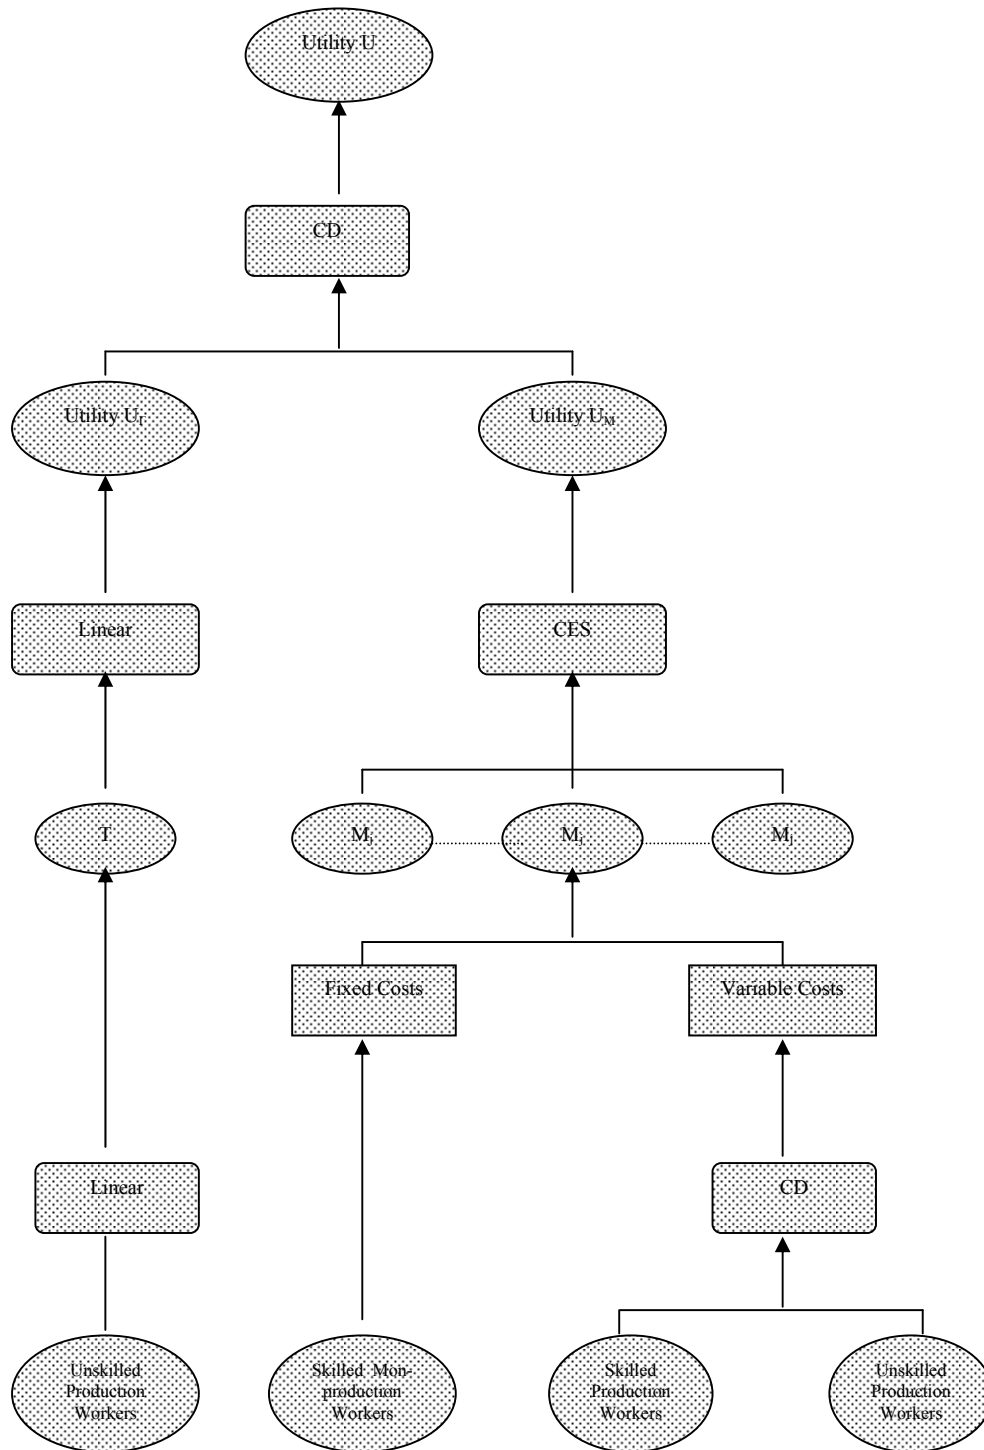 Utility U
CD
Utility U_T
Utility U_M
Linear
CES
T
M_j
M_j
M_j
Fixed Costs
Variable Costs
Linear
CD
Unskilled
Production
Workers
Skilled Mon-
production
Workers
Skilled
Production
Workers
Unskilled
Production
Workers